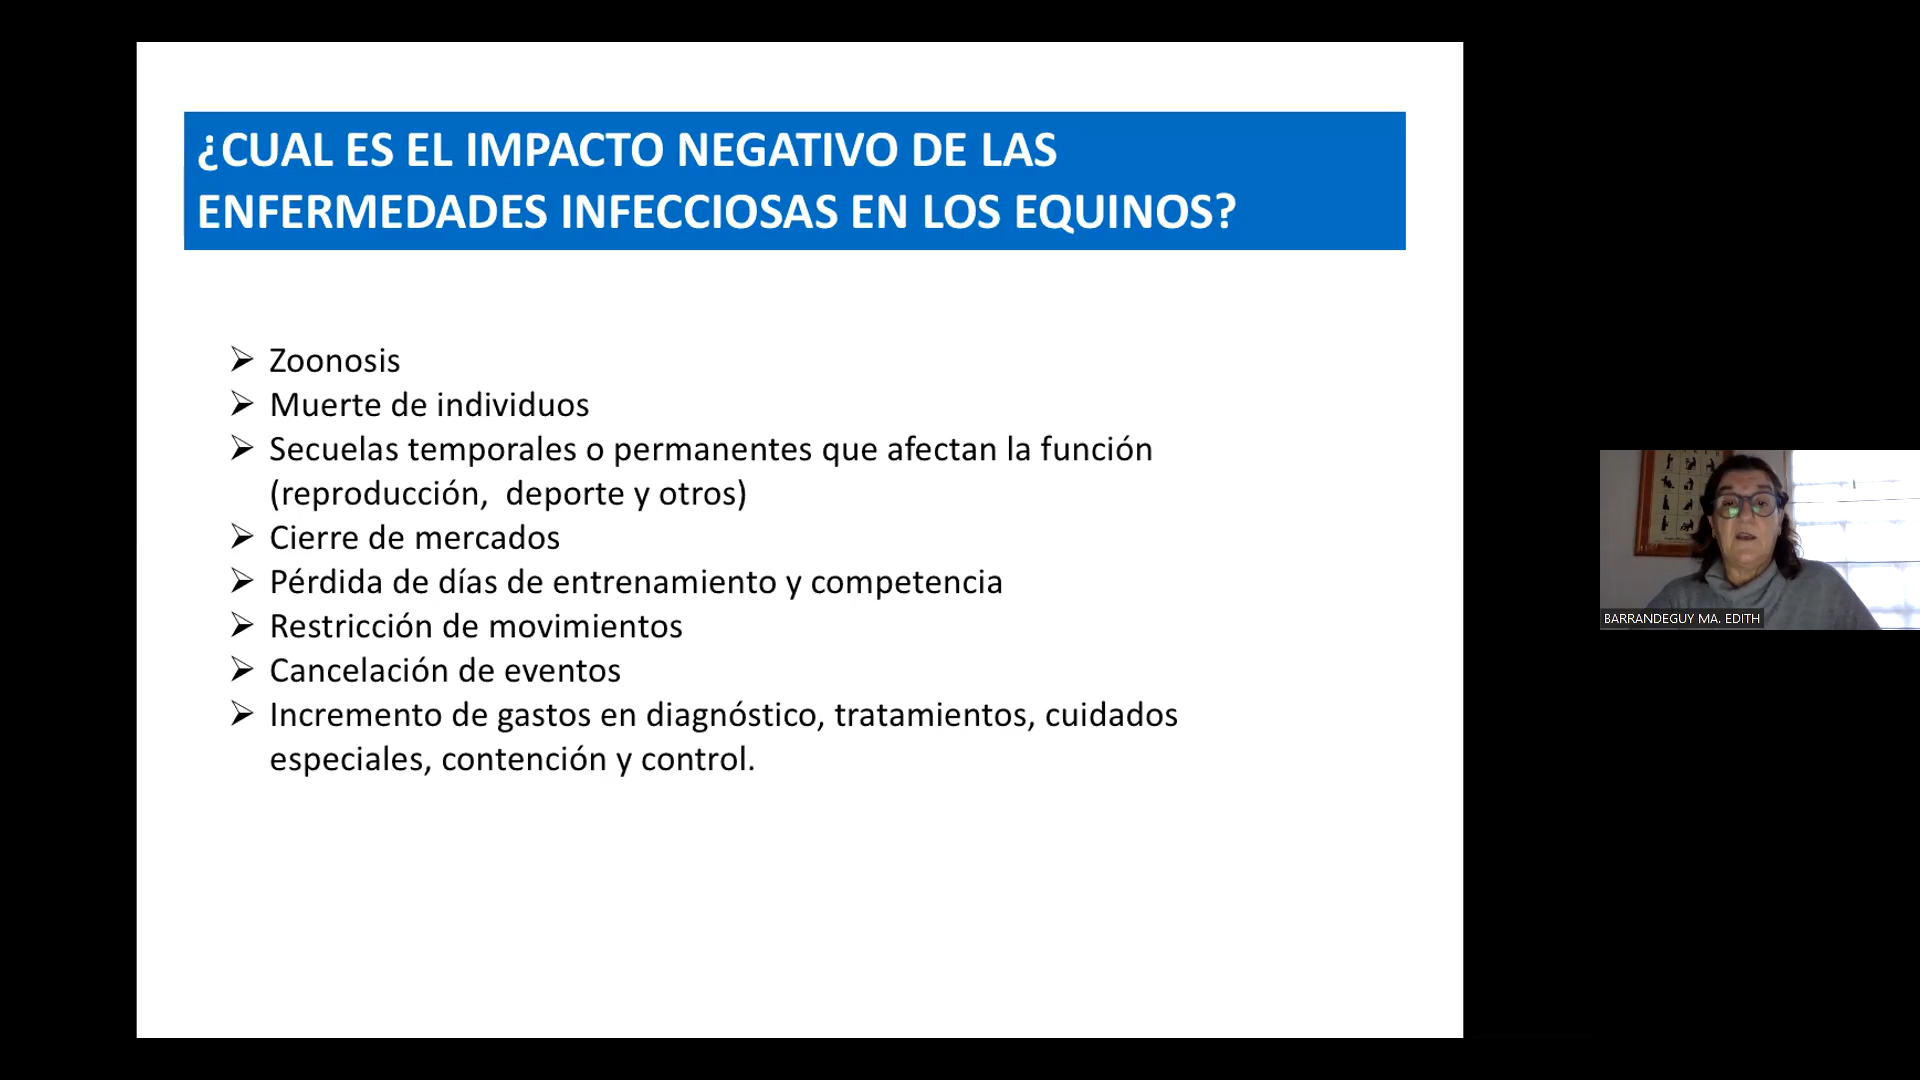 ¿CUAL ES EL IMPACTO NEGATIVO DE LAS
ENFERMEDADES INFECCIOSAS EN LOS EQUINOS?
➢ Zoonosis
➢ Muerte de individuos
➢ Secuelas temporales o permanentes que afectan la función
(reproducción,  deporte y otros)
➢ Cierre de mercados
➢ Pérdida de días de entrenamiento y competencia
➢ Restricción de movimientos
➢ Cancelación de eventos
➢ Incremento de gastos en diagnóstico, tratamientos, cuidados
especiales, contención y control.
BARRANDEGUY MA. EDITH